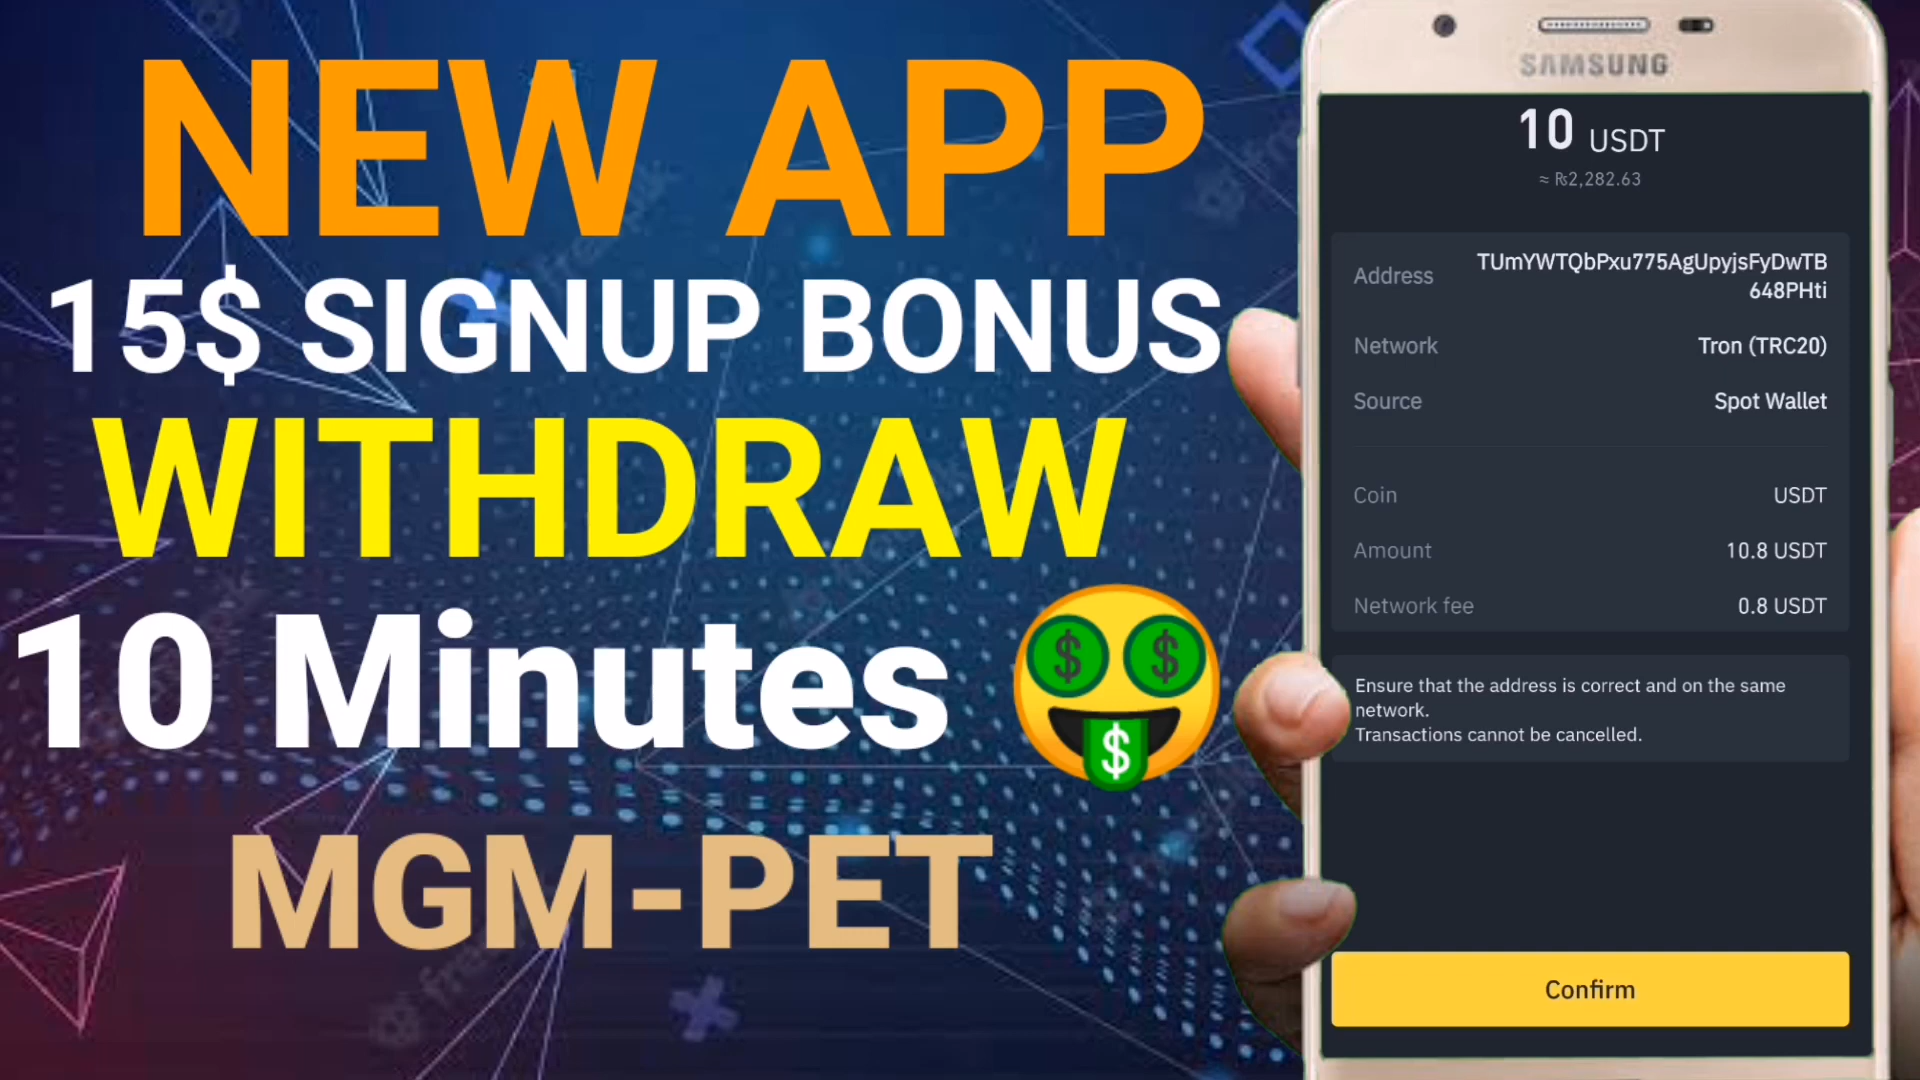 NEW APP
15$ SIGNUP BONUS
WITHDRAW
10 Minutes
MGM-PET
SAMSUNG
10 USDT
≈ ₨2,282.63
Address TUmYWTQbPxu775AgUpyjsFyDwTB
648PHti
Network Tron (TRC20)
Source Spot Wallet
Coin USDT
Amount 10.8 USDT
Network fee 0.8 USDT
Ensure that the address is correct and on the same
network.
Transactions cannot be cancelled.
Confirm